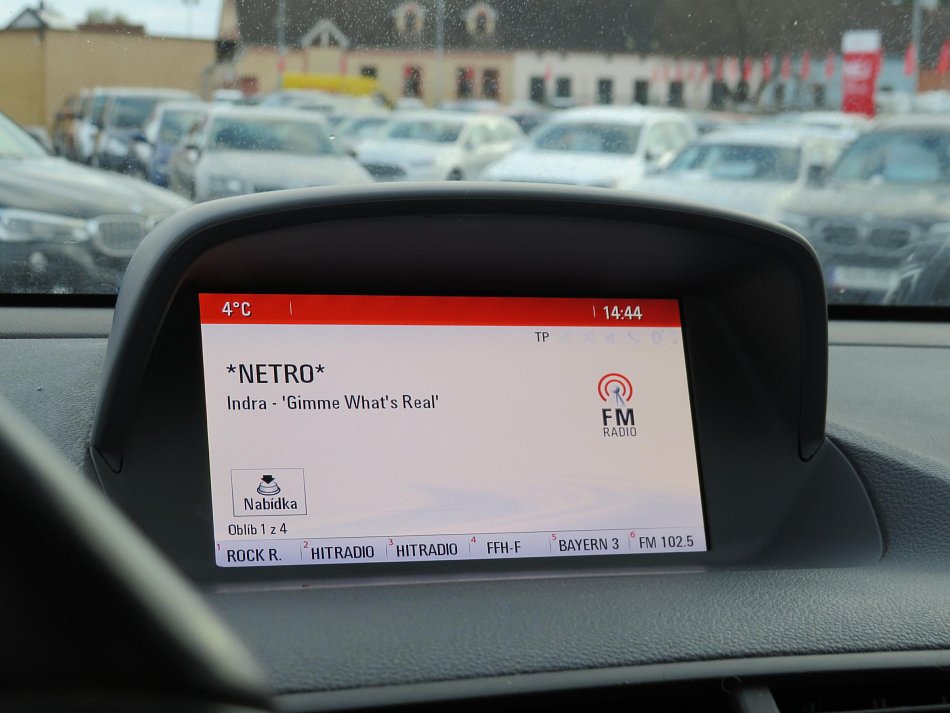 4°C 14:44
TP
*NETRO*
Indra - 'Gimme What's Real'
FM
RADIO
Nabídka
Oblíb 1 z 4
1 ROCK R. 2 HITRADIO 3 HITRADIO 4 FFH-F 5 BAYERN 3 6 FM 102.5